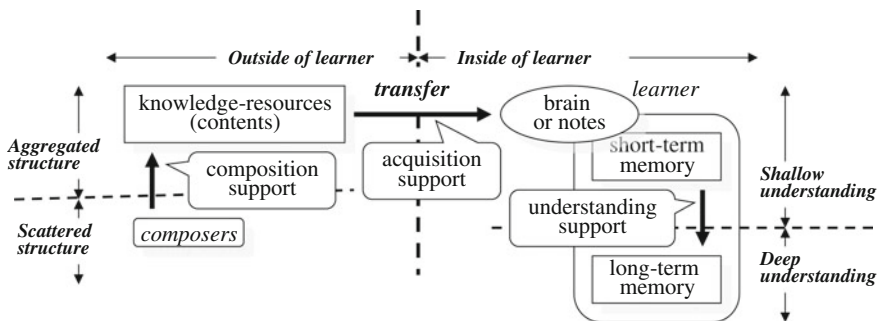 Outside of learner
Inside of learner
transfer
learner
knowledge-resources
(contents)
brain
or notes
Aggregated
structure
composition
support
acquisition
support
short-term
memory
Shallow
understanding
Scattered
structure
composers
understanding
support
long-term
memory
Deep
understanding